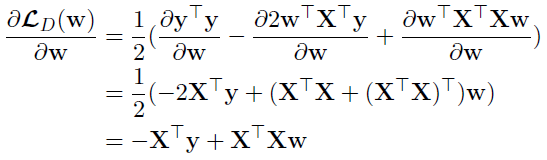 ∂𝓛_D(w)/∂w = 1/2(∂y⊤y/∂w − ∂2w⊤X⊤y/∂w + ∂w⊤X⊤Xw/∂w)
= 1/2(−2X⊤y + (X⊤X + (X⊤X)⊤)w)
= −X⊤y + X⊤Xw